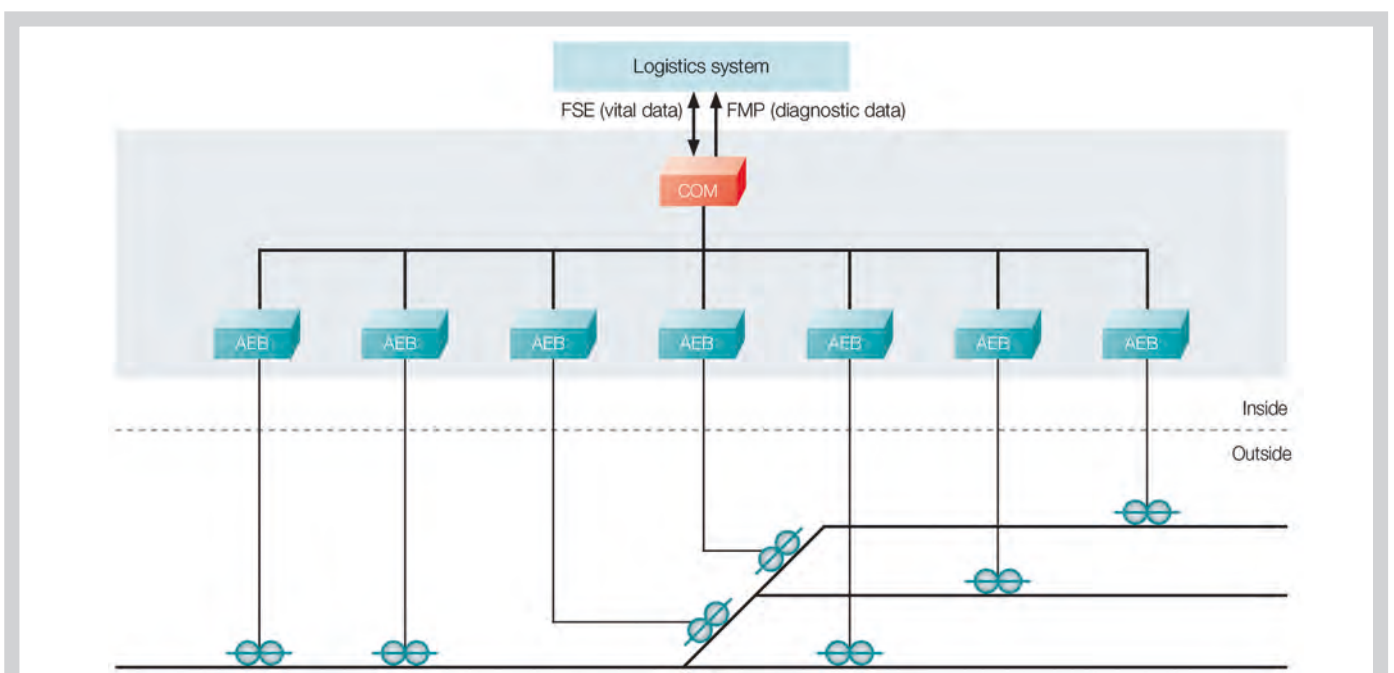 Logistics system
FSE (vital data) FMP (diagnostic data)
COM
AEB AEB AEB AEB AEB AEB AEB
Inside
Outside